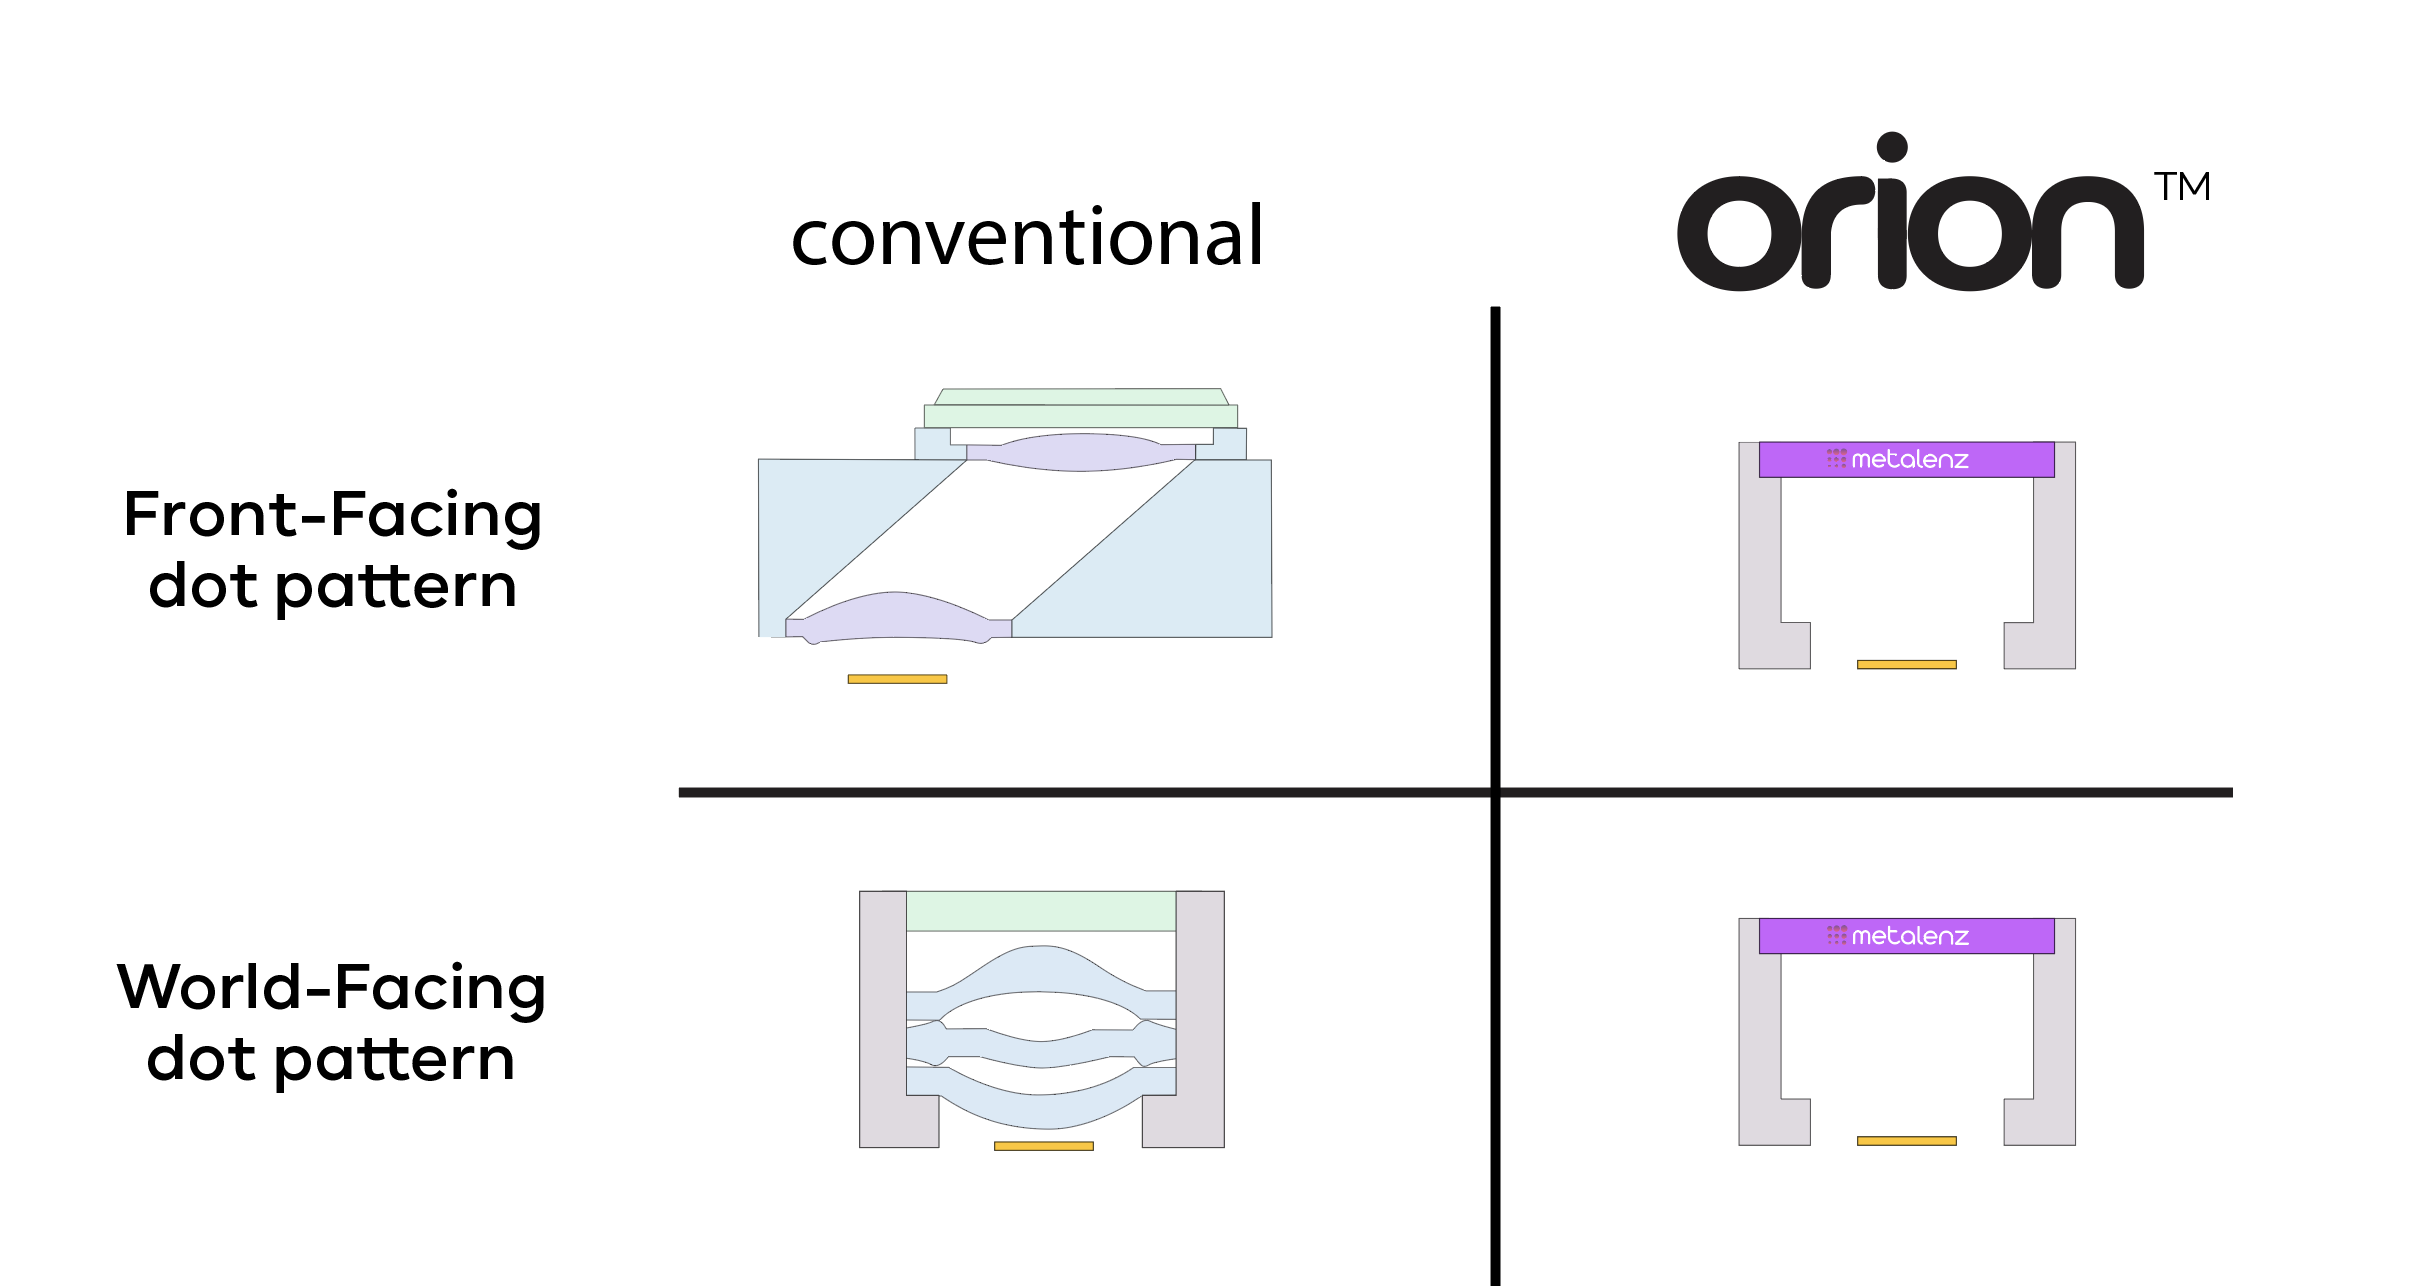 conventional
orion™
Front-Facing
dot pattern
metalenz
World-Facing
dot pattern
metalenz